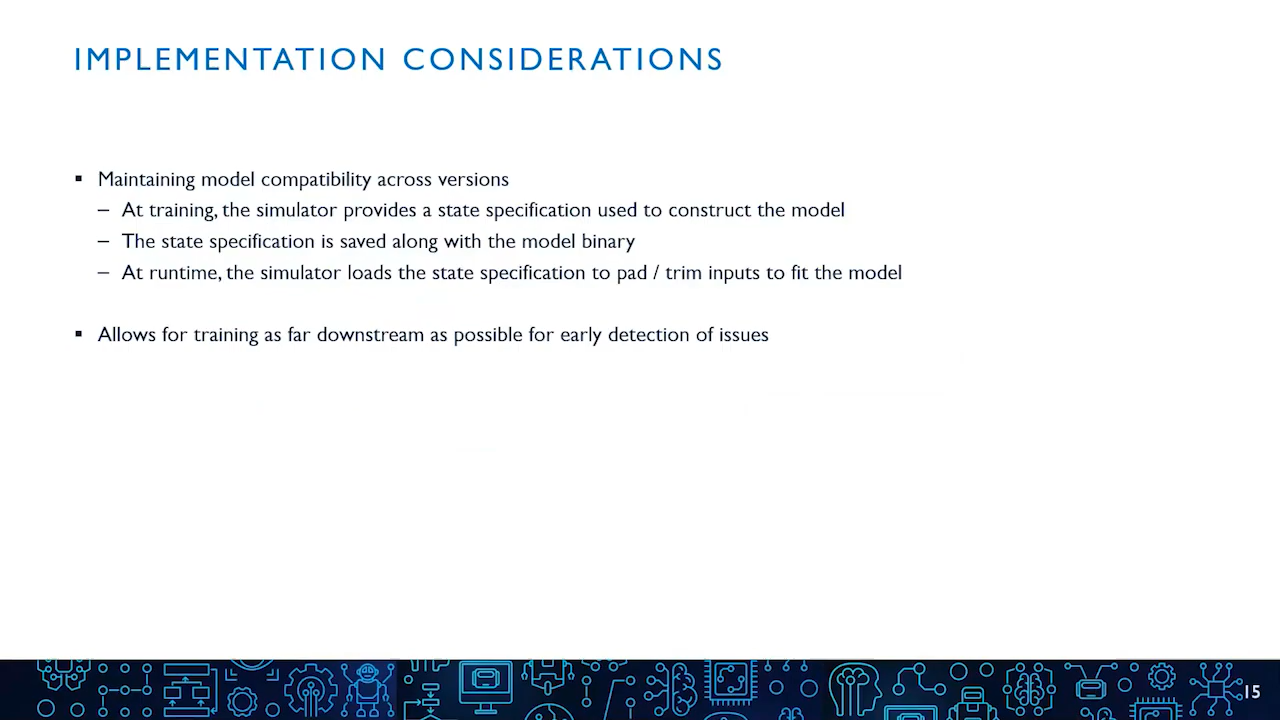 IMPLEMENTATION CONSIDERATIONS
▪ Maintaining model compatibility across versions
– At training, the simulator provides a state specification used to construct the model
– The state specification is saved along with the model binary
– At runtime, the simulator loads the state specification to pad / trim inputs to fit the model
▪ Allows for training as far downstream as possible for early detection of issues
15